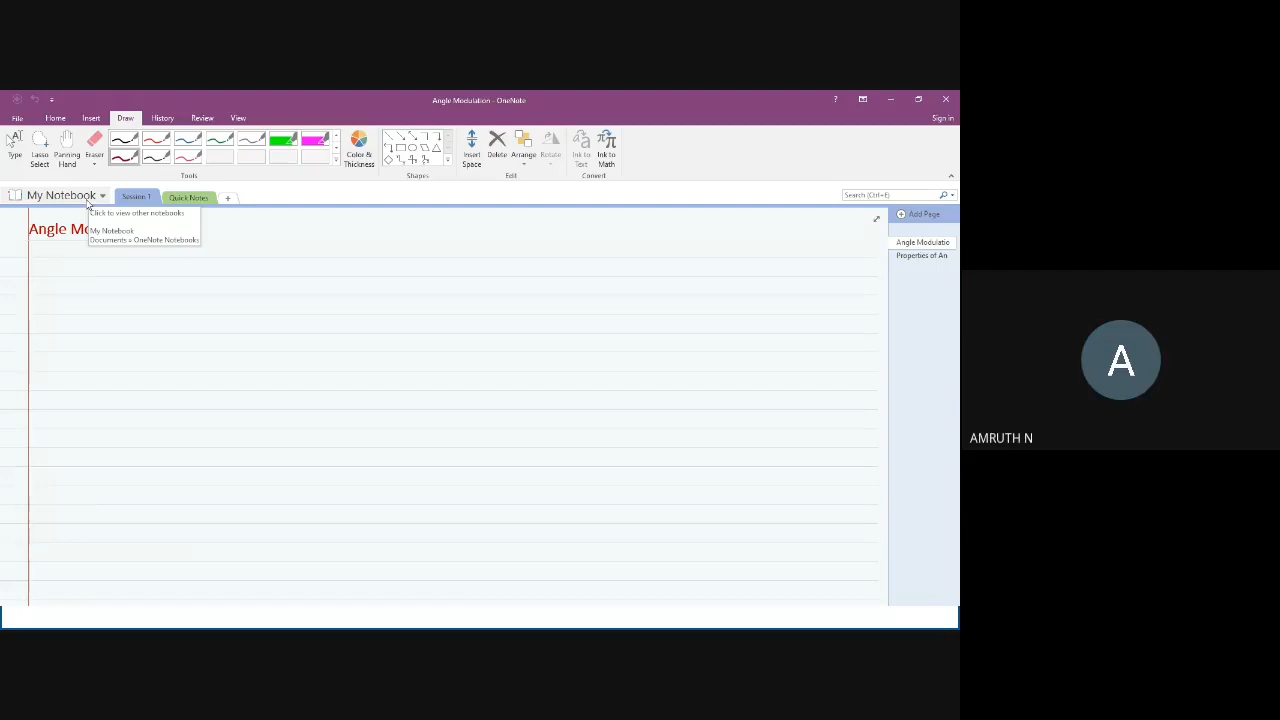 Angle Modulation - OneNote
?
File Home Insert Draw History Review View
Sign in
Type
Lasso Select
Panning Hand
Eraser
Color & Thickness
Insert Space
Delete
Arrange
Rotate
Ink to Text
Ink to Math
Tools
Shapes
Edit
Convert
My Notebook
Session 1
Quick Notes
+
Search (Ctrl+E)
Click to view other notebooks
My Notebook
Documents » OneNote Notebooks
Angle Mo
Add Page
Angle Modulatio
Properties of An
A
AMRUTH N